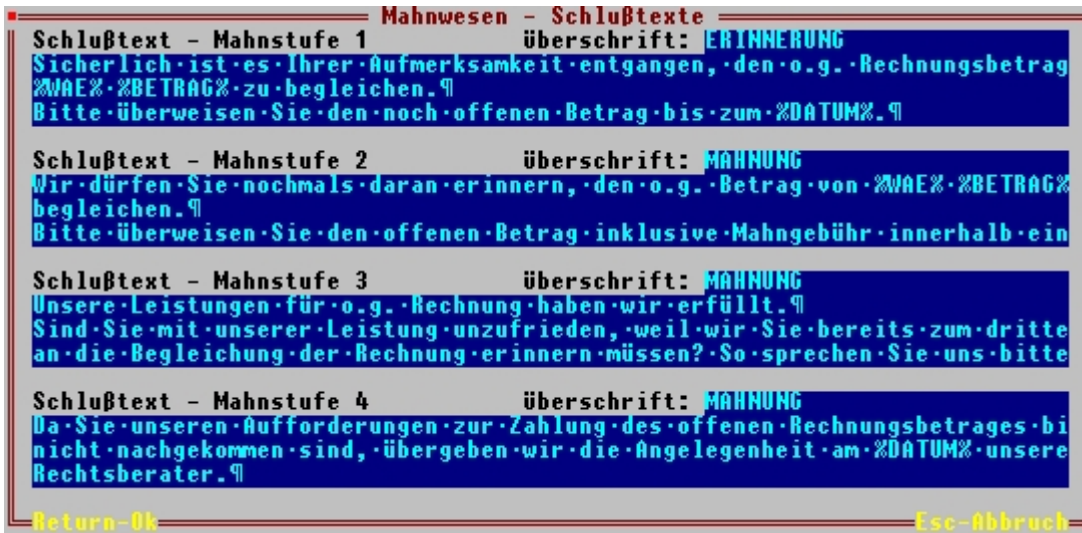 Mahnwesen - Schlußtexte
Schlußtext - Mahnstufe 1 Überschrift: ERINNERUNG
Sicherlich·ist·es·Ihrer·Aufmerksamkeit·entgangen,·den·o.g.·Rechnungsbetrag
%WAE%·%BETRAG%·zu·begleichen.¶
Bitte·überweisen·Sie·den·noch·offenen·Betrag·bis·zum·%DATUM%.¶
Schlußtext - Mahnstufe 2 Überschrift: MAHNUNG
Wir·dürfen·Sie·nochmals·daran·erinnern,·den·o.g.·Betrag·von·%WAE%·%BETRAG%
begleichen.¶
Bitte·überweisen·Sie·den·offenen·Betrag·inklusive·Mahngebühr·innerhalb·ein
Schlußtext - Mahnstufe 3 Überschrift: MAHNUNG
Unsere·Leistungen·für·o.g.·Rechnung·haben·wir·erfüllt.¶
Sind·Sie·mit·unserer·Leistung·unzufrieden,·weil·wir·Sie·bereits·zum·dritte
an·die·Begleichung·der·Rechnung·erinnern·müssen?·So·sprechen·Sie·uns·bitte
Schlußtext - Mahnstufe 4 Überschrift: MAHNUNG
Da·Sie·unseren·Aufforderungen·zur·Zahlung·des·offenen·Rechnungsbetrages·bi
nicht·nachgekommen·sind,·übergeben·wir·die·Angelegenheit·am·%DATUM%·unsere
Rechtsberater.¶
Return-Ok Esc-Abbruch